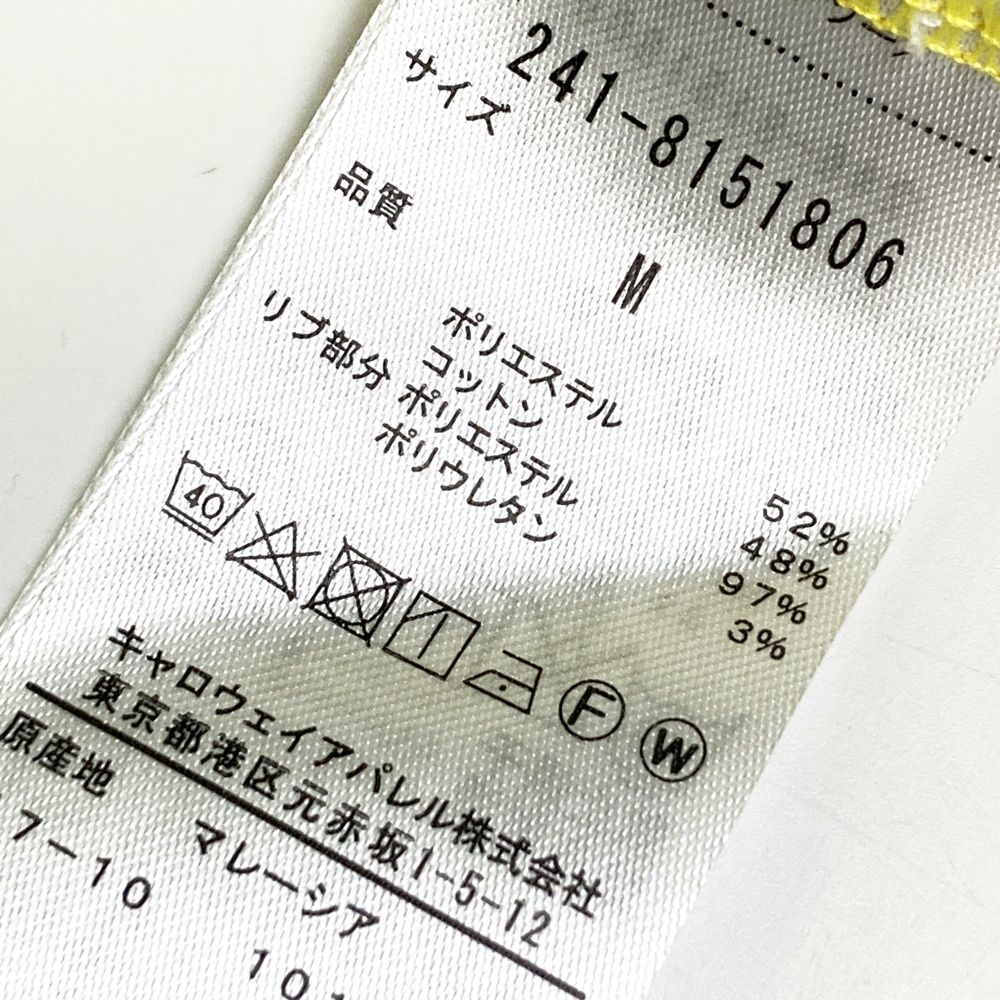 241-8151806
サイズ
M
品質
ポリエステル 52%
コットン 48%
リブ部分 ポリエステル 97%
ポリウレタン 3%
40
F W
キャロウェイアパレル株式会社
東京都港区元赤坂1-5-12
原産地 マレーシア
7-10